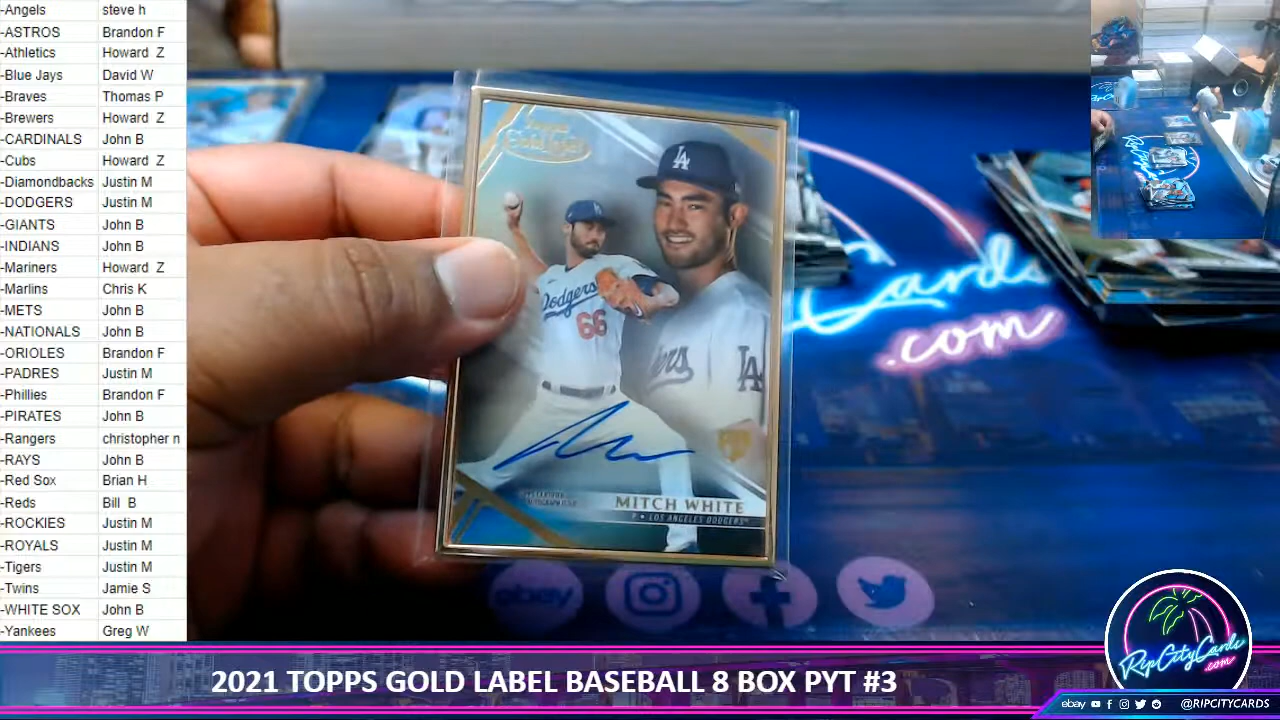 -Angels steve h
-ASTROS Brandon F
-Athletics Howard Z
-Blue Jays David W
-Braves Thomas P
-Brewers Howard Z
-CARDINALS John B
-Cubs Howard Z
-Diamondbacks Justin M
-DODGERS Justin M
-GIANTS John B
-INDIANS John B
-Mariners Howard Z
-Marlins Chris K
-METS John B
-NATIONALS John B
-ORIOLES Brandon F
-PADRES Justin M
-Phillies Brandon F
-PIRATES John B
-Rangers christopher n
-RAYS John B
-Red Sox Brian H
-Reds Bill B
-ROCKIES Justin M
-ROYALS Justin M
-Tigers Justin M
-Twins Jamie S
-WHITE SOX John B
-Yankees Greg W
LA
Dodgers
66
LA
MITCH WHITE
P • LOS ANGELES DODGERS
Cards
.com
ebay
RipCityCards
.com
2021 TOPPS GOLD LABEL BASEBALL 8 BOX PYT #3
ebay @RIPCITYCARDS